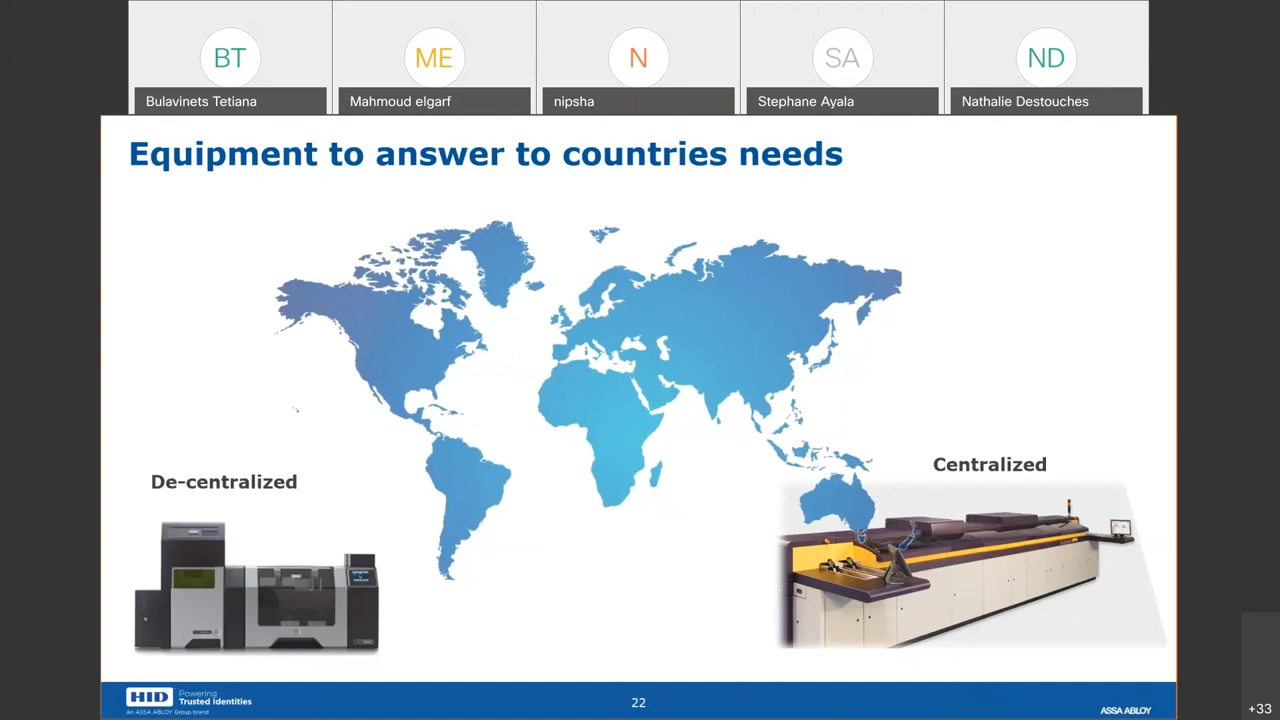 BT
ME
N
SA
ND
Bulavinets Tetiana
Mahmoud elgarf
nipsha
Stephane Ayala
Nathalie Destouches
Equipment to answer to countries needs
De-centralized
Centralized
HID
Powering
Trusted Identities
An ASSA ABLOY Group brand
22
ASSA ABLOY
+33